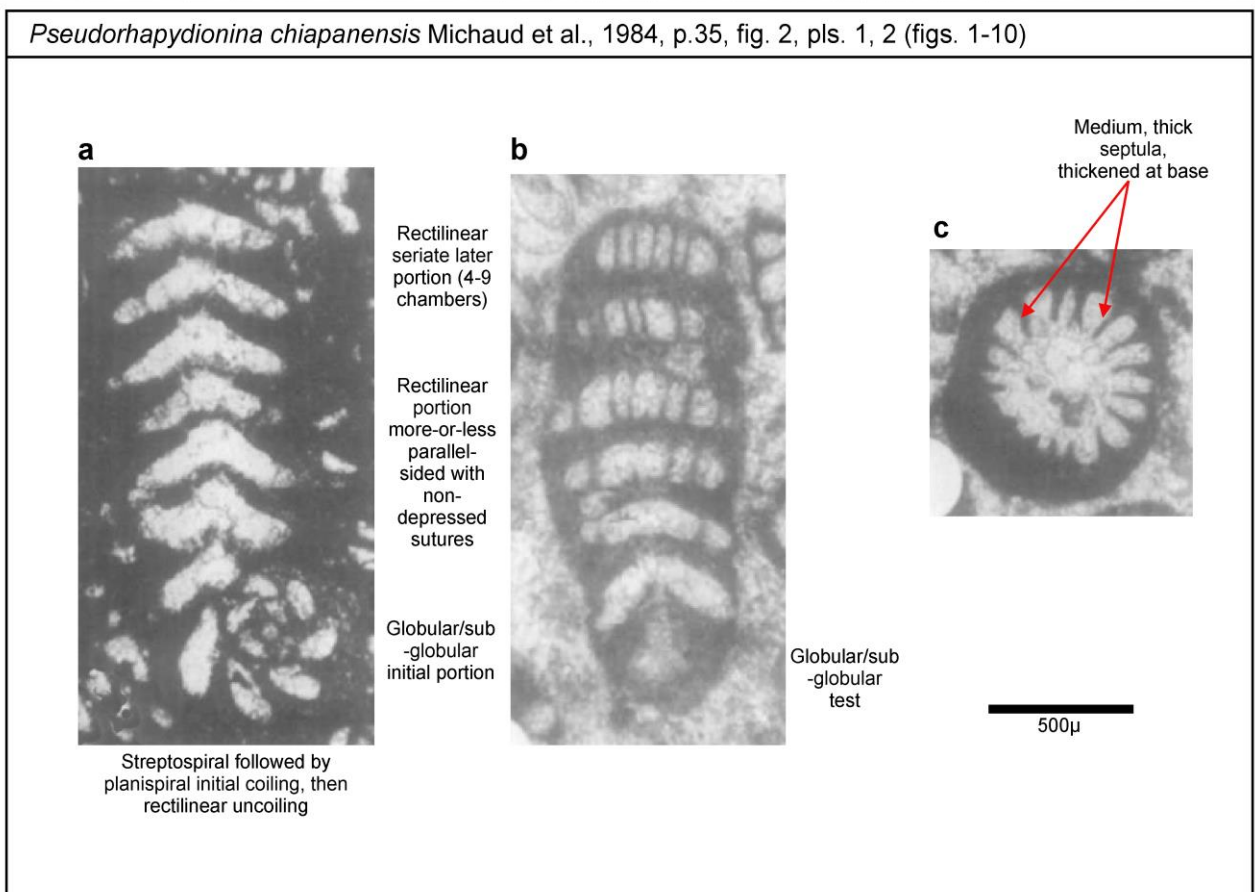 Pseudorhapydionina chiapanensis Michaud et al., 1984, p.35, fig. 2, pls. 1, 2 (figs. 1-10)
a
Streptospiral followed by
planispiral initial coiling, then
rectilinear uncoiling
Rectilinear
seriate later
portion (4-9
chambers)
Rectilinear
portion
more-or-less
parallel-
sided with
non-
depressed
sutures
Globular/sub
-globular
initial portion
b
Globular/sub
-globular
test
c
Medium, thick
septula,
thickened at base
500µ